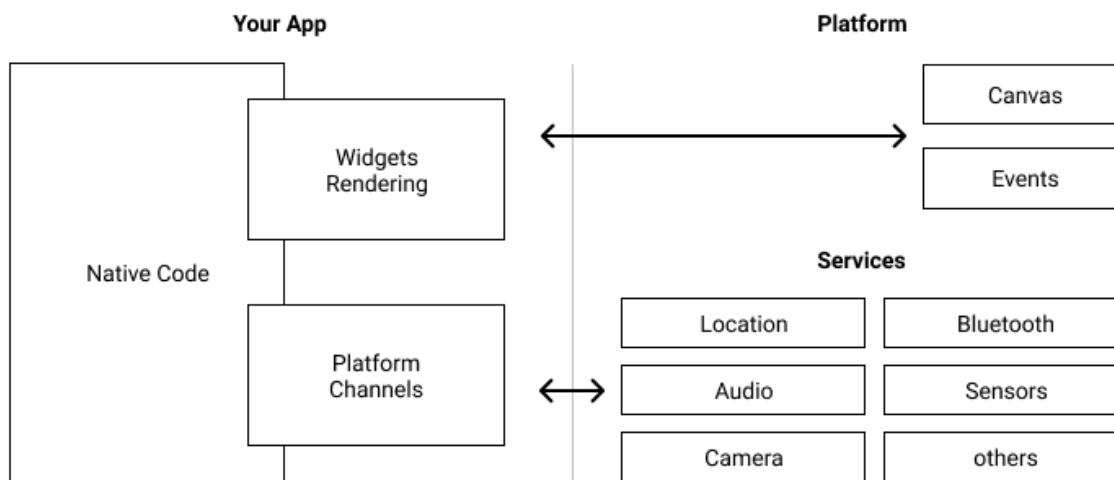 Your App
Platform
Native Code
Widgets
Rendering
Platform
Channels
Canvas
Events
Services
Location
Bluetooth
Audio
Sensors
Camera
others